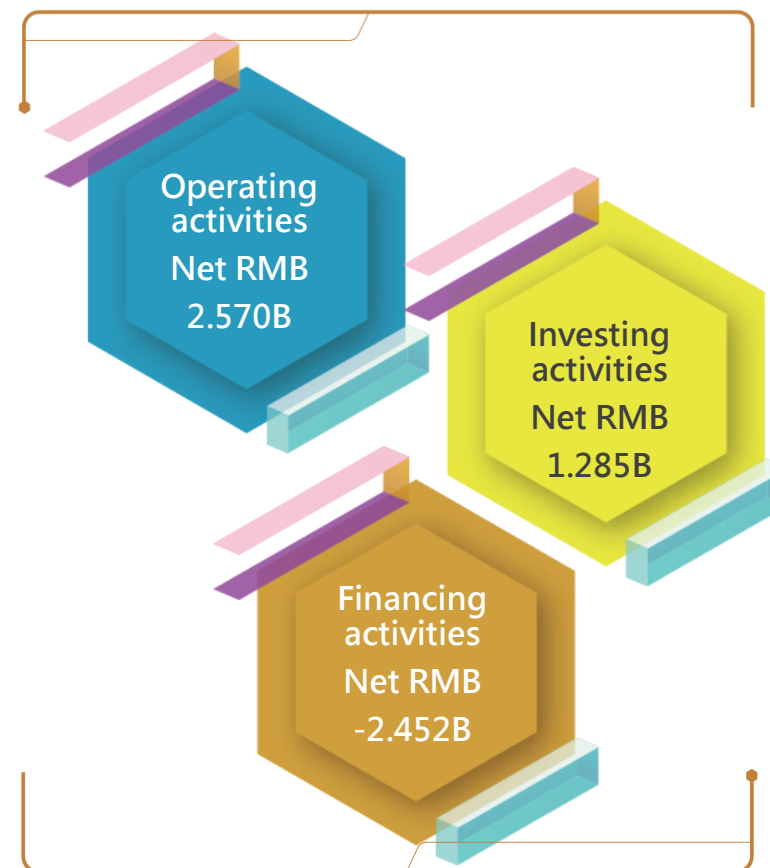 Operating
activities
Net RMB
2.570B
Investing
activities
Net RMB
1.285B
Financing
activities
Net RMB
-2.452B